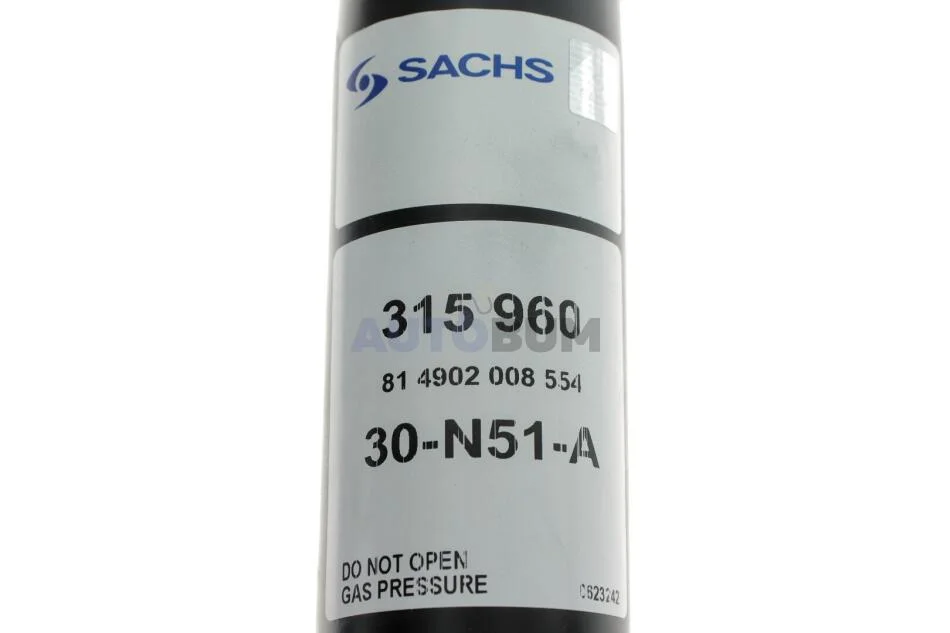 SACHS
315 960
AUTOBUM
81 4902 008 554
30-N51-A
DO NOT OPEN
GAS PRESSURE
C623242